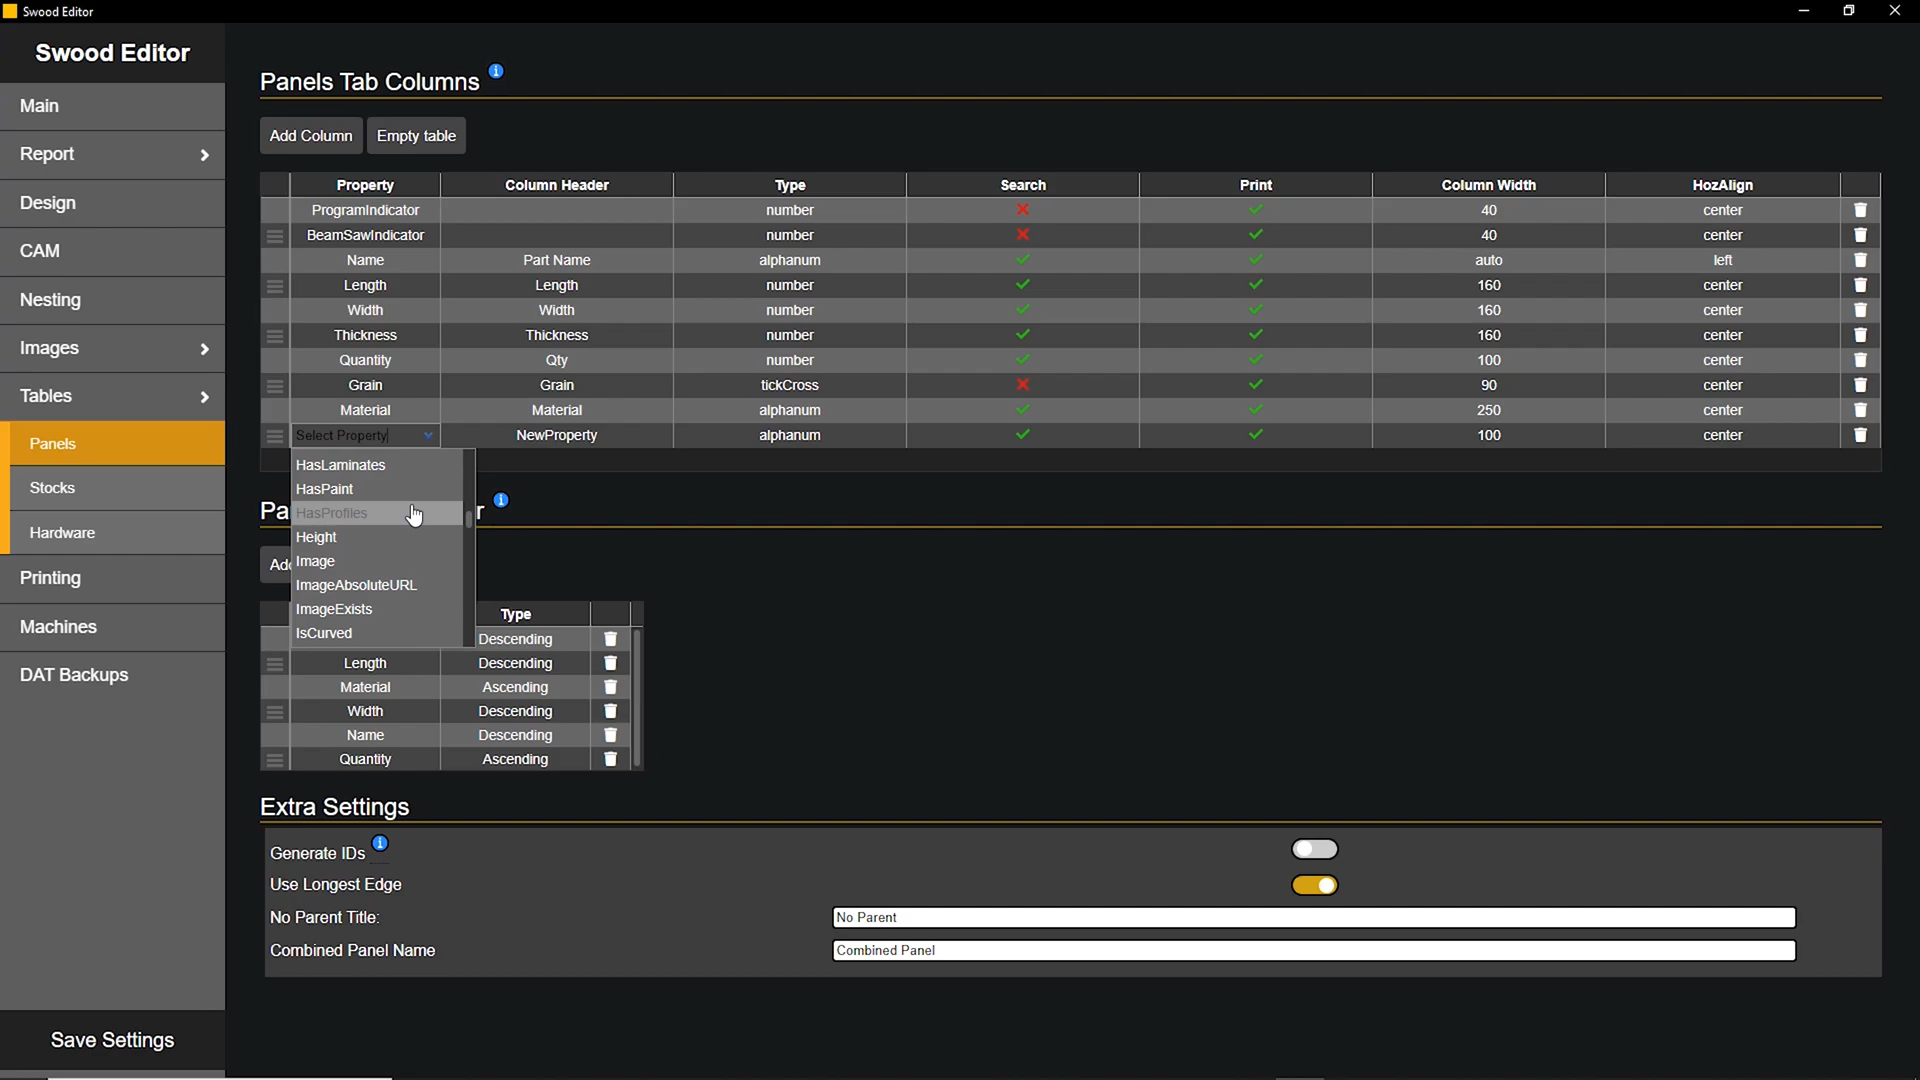 Swood Editor
Swood Editor
Main
Report
Design
CAM
Nesting
Images
Tables
Panels
Stocks
Hardware
Printing
Machines
DAT Backups
Save Settings
Panels Tab Columns
Add Column Empty table
Property Column Header Type Search Print Column Width HozAlign
ProgramIndicator number 40 center
BeamSawIndicator number 40 center
Name Part Name alphanum auto left
Length Length number 160 center
Width Width number 160 center
Thickness Thickness number 160 center
Quantity Qty number 100 center
Grain Grain tickCross 90 center
Material Material alphanum 250 center
Select Property NewProperty alphanum 100 center
HasLaminates
HasPaint
HasProfiles
Height
Image
ImageAbsoluteURL
ImageExists
IsCurved
Type
Descending
Length Descending
Material Ascending
Width Descending
Name Descending
Quantity Ascending
Extra Settings
Generate IDs
Use Longest Edge
No Parent Title: No Parent
Combined Panel Name Combined Panel